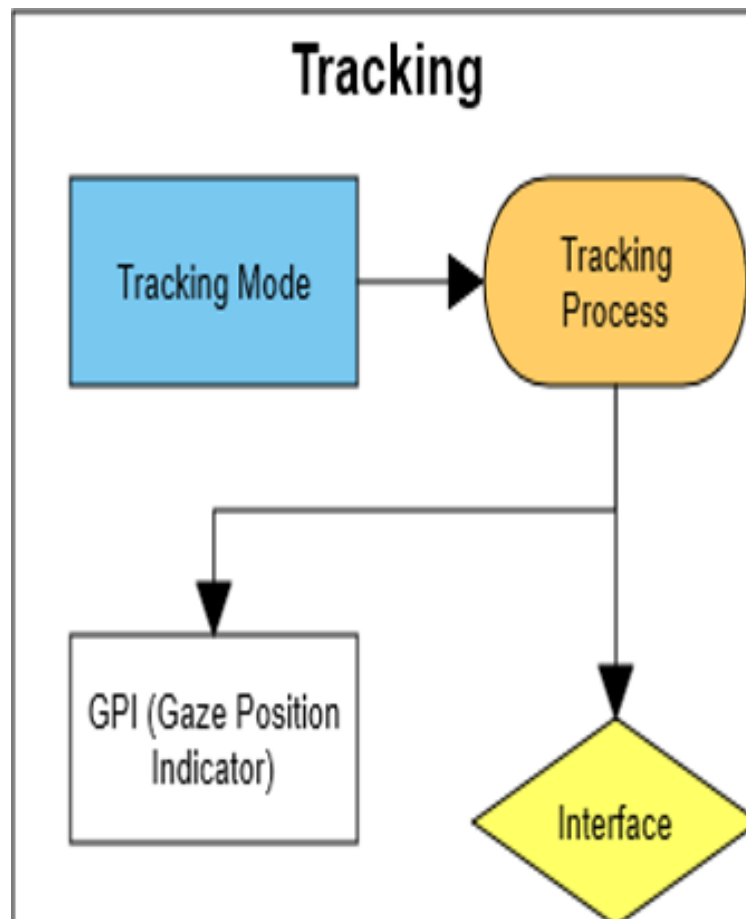 Tracking
Tracking Mode
Tracking
Process
GPI (Gaze Position
Indicator)
Interface